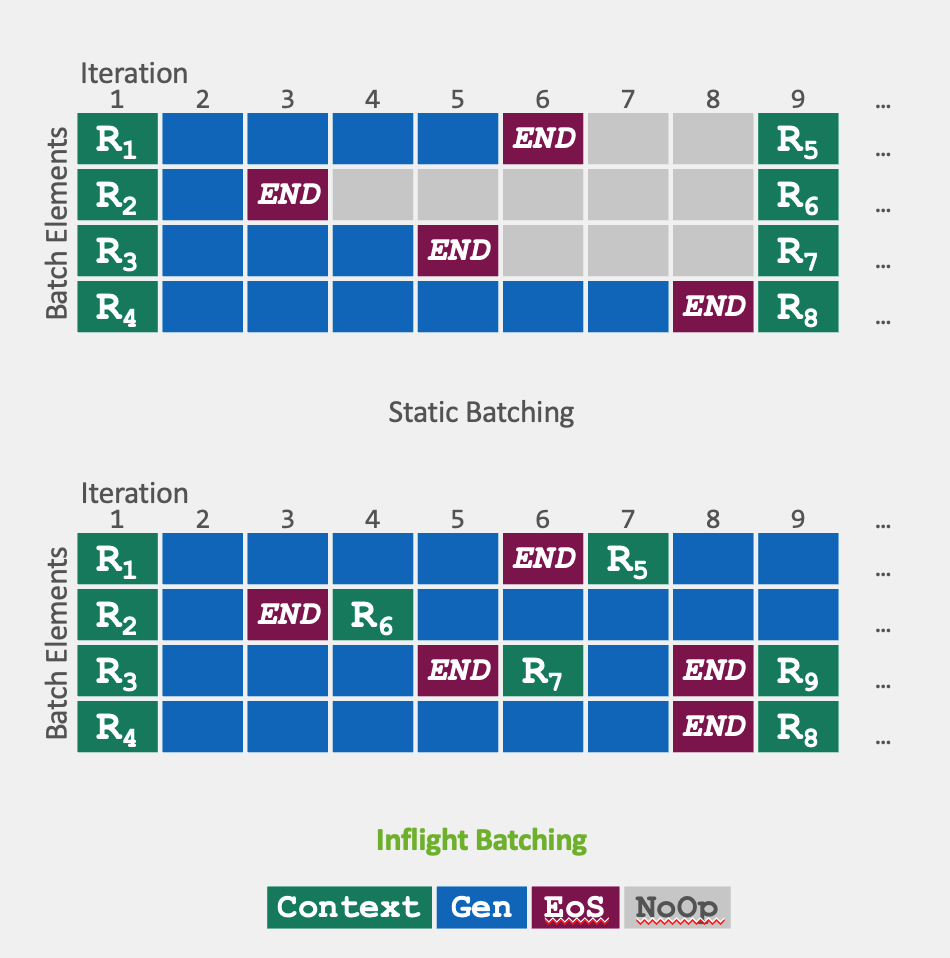 Iteration
1 2 3 4 5 6 7 8 9 ...
Batch Elements
R1 END R5 ...
R2 END R6 ...
R3 END R7 ...
R4 END R8 ...
Static Batching
Iteration
1 2 3 4 5 6 7 8 9 ...
Batch Elements
R1 END R5 ...
R2 END R6 ...
R3 END R7 END R9 ...
R4 END R8 ...
Inflight Batching
Context Gen EoS NoOp